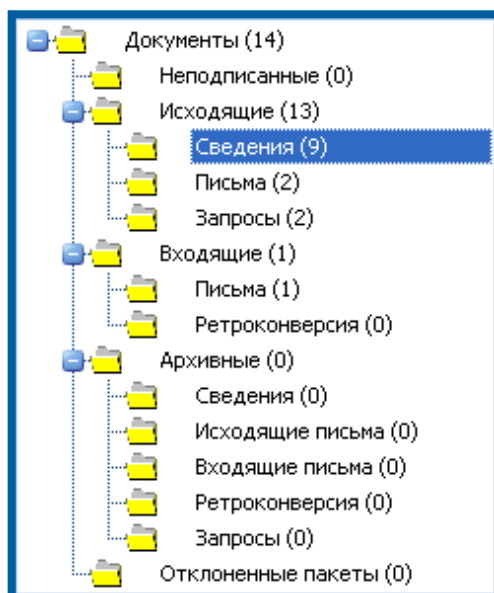 Документы (14)
Неподписанные (0)
Исходящие (13)
Сведения (9)
Письма (2)
Запросы (2)
Входящие (1)
Письма (1)
Ретроконверсия (0)
Архивные (0)
Сведения (0)
Исходящие письма (0)
Входящие письма (0)
Ретроконверсия (0)
Запросы (0)
Отклоненные пакеты (0)